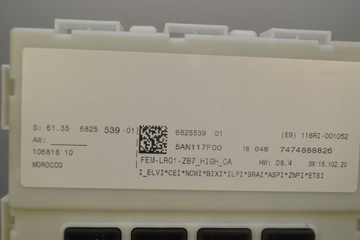 S: 61.35 6825 539-01 6825539 01 (E9) 116RI-001052
AW: 5AN117F00 16 048 7474888826
106818 10 FEM-LR01-ZB7_HIGH_CA HW: D8.4 SW:15.102.20
MOROCCO I_ELVI*CEI*NCWI*BIXI*ILPI*SRAI*ASPI*ZWPI*ETSI